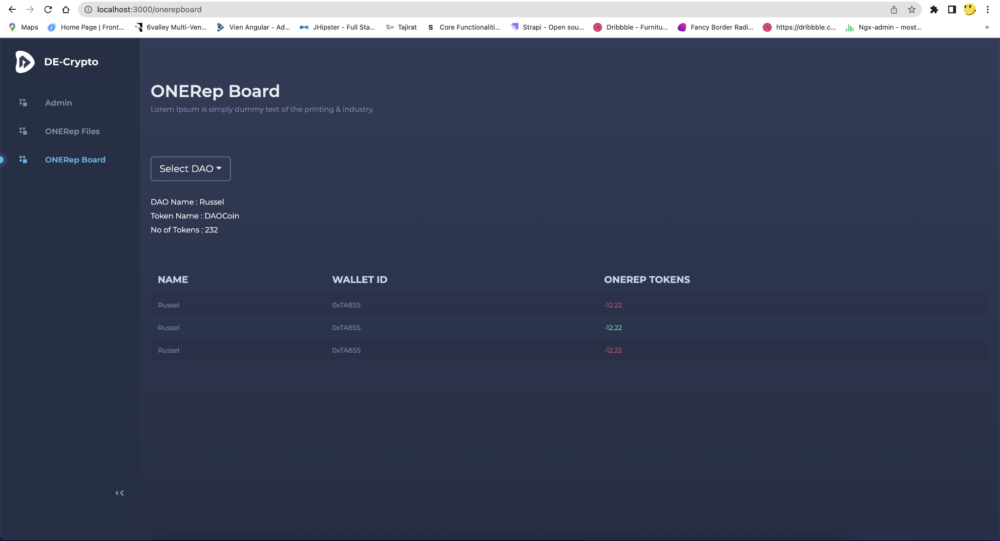 localhost:3000/onerepboard
Maps Home Page | Front... 6valley Multi-Ven... Vien Angular - Ad... JHipster - Full Sta... Tajirat S Core Functionaliti... Strapi - Open sou... Dribbble - Furnitu... Fancy Border Radi... https://dribbble.c... Ngx-admin - most... »
DE-Crypto
Admin
ONERep Files
ONERep Board
ONERep Board
Lorem Ipsum is simply dummy text of the printing & industry.
Select DAO
DAO Name : Russel
Token Name : DAOCoin
No of Tokens : 232
NAME WALLET ID ONEREP TOKENS
Russel 0xTA8SS -12.22
Russel 0xTA8SS -12.22
Russel 0xTA8SS -12.22